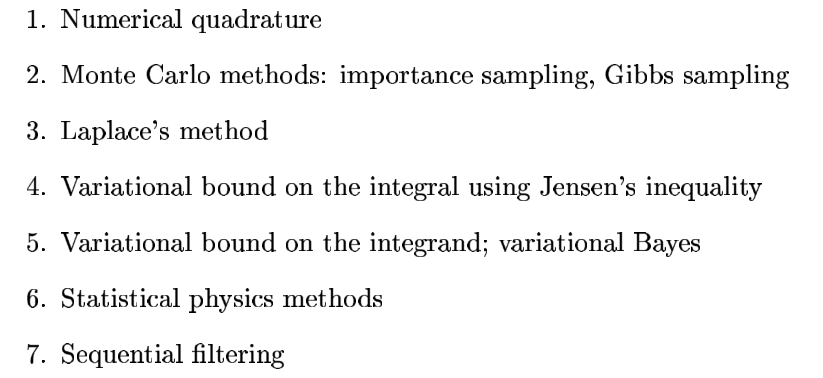 1. Numerical quadrature
2. Monte Carlo methods: importance sampling, Gibbs sampling
3. Laplace's method
4. Variational bound on the integral using Jensen's inequality
5. Variational bound on the integrand; variational Bayes
6. Statistical physics methods
7. Sequential filtering